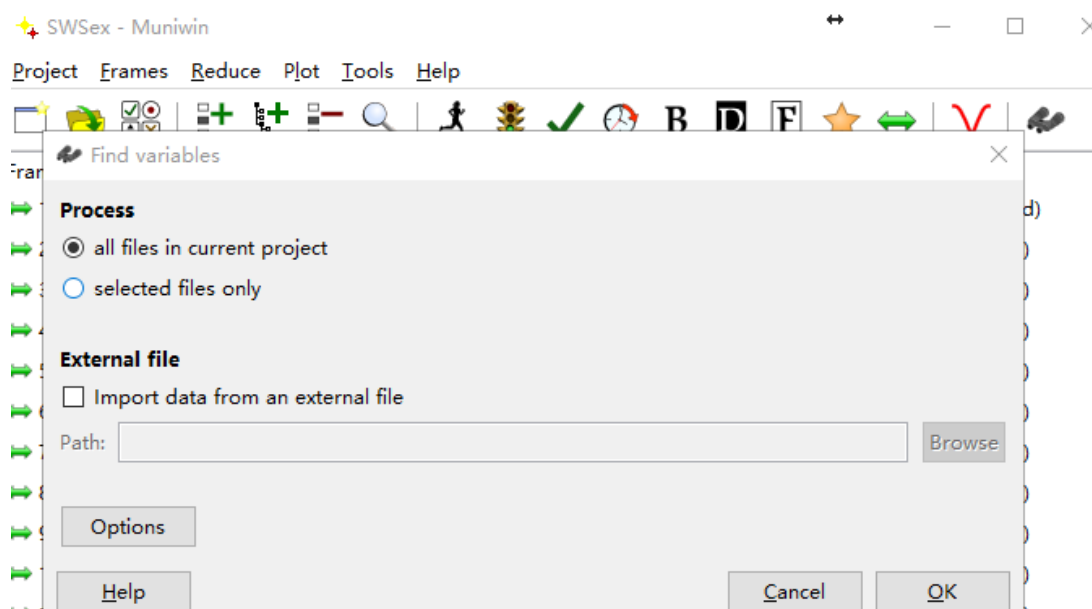 SWSex - Muniwin
Project Frames Reduce Plot Tools Help
B D F
Find variables
Fran
Process
d)
all files in current project
selected files only
External file
Import data from an external file
Path: Browse
Options
Help Cancel OK